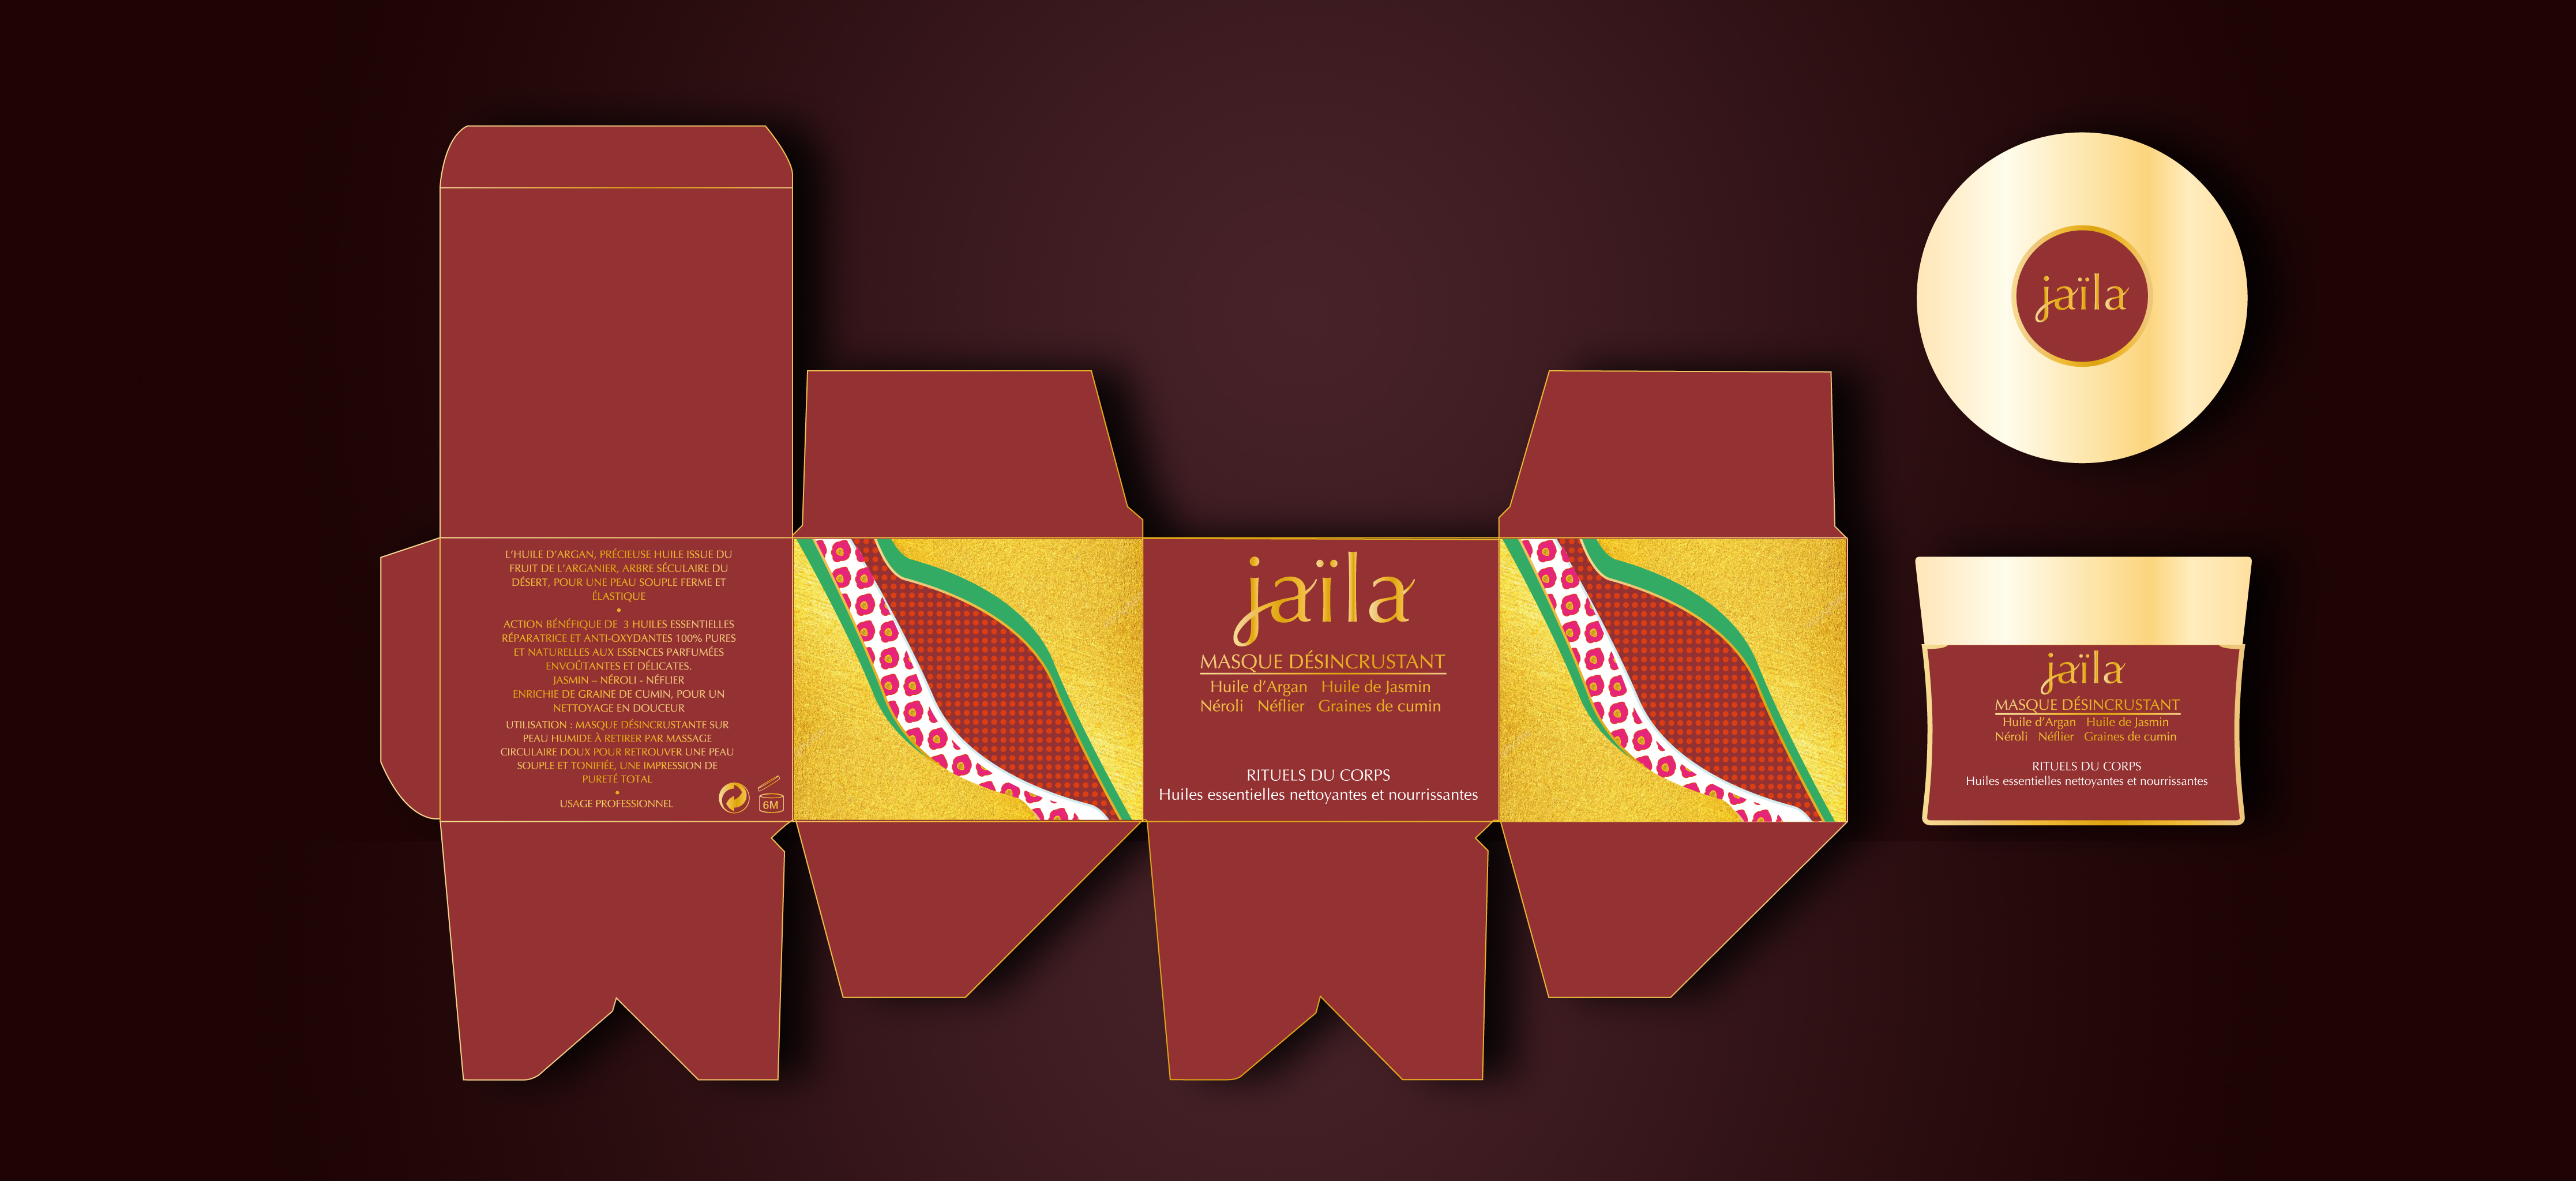 L'HUILE D'ARGAN, PRÉCIEUSE HUILE ISSUE DU
FRUIT DE L'ARGANIER, ARBRE SÉCULAIRE DU
DÉSERT, POUR UNE PEAU SOUPLE FERME ET
ÉLASTIQUE
•
ACTION BÉNÉFIQUE DE 3 HUILES ESSENTIELLES
RÉPARATRICE ET ANTI-OXYDANTES 100% PURES
ET NATURELLES AUX ESSENCES PARFUMÉES
ENVOÛTANTES ET DÉLICATES.
JASMIN – NÉROLI - NÉFLIER
ENRICHIE DE GRAINE DE CUMIN, POUR UN
NETTOYAGE EN DOUCEUR
UTILISATION : MASQUE DÉSINCRUSTANTE SUR
PEAU HUMIDE À RETIRER PAR MASSAGE
CIRCULAIRE DOUX POUR RETROUVER UNE PEAU
SOUPLE ET TONIFIÉE, UNE IMPRESSION DE
PURETÉ TOTAL
•
USAGE PROFESSIONNEL
6M
jaïla
MASQUE DÉSINCRUSTANT
Huile d'Argan Huile de Jasmin
Néroli Néflier Graines de cumin
RITUELS DU CORPS
Huiles essentielles nettoyantes et nourrissantes
jaïla
jaïla
MASQUE DÉSINCRUSTANT
Huile d'Argan Huile de Jasmin
Néroli Néflier Graines de cumin
RITUELS DU CORPS
Huiles essentielles nettoyantes et nourrissantes